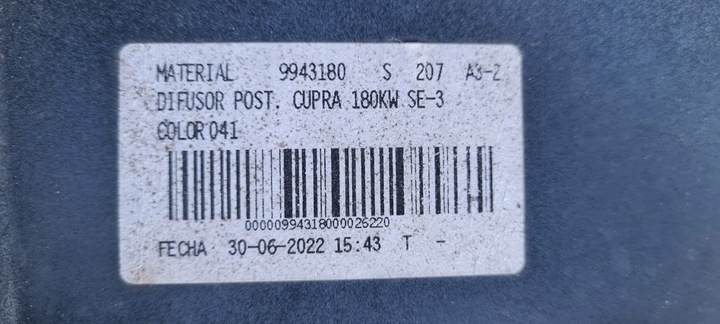 MATERIAL 9943180 S 207 A3-2
DIFUSOR POST. CUPRA 180KW SE-3
COLOR 041
00000994318000026220
FECHA 30-06-2022 15:43 T -